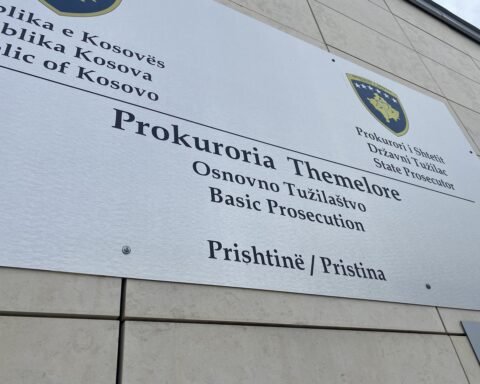 blika e Kosovës
blika Kosova
lic of Kosovo
Prokurori i Shtetit
Državni Tužilac
State Prosecutor
Prokuroria Themelore
Osnovno Tužilaštvo
Basic Prosecution
Prishtinë / Pristina